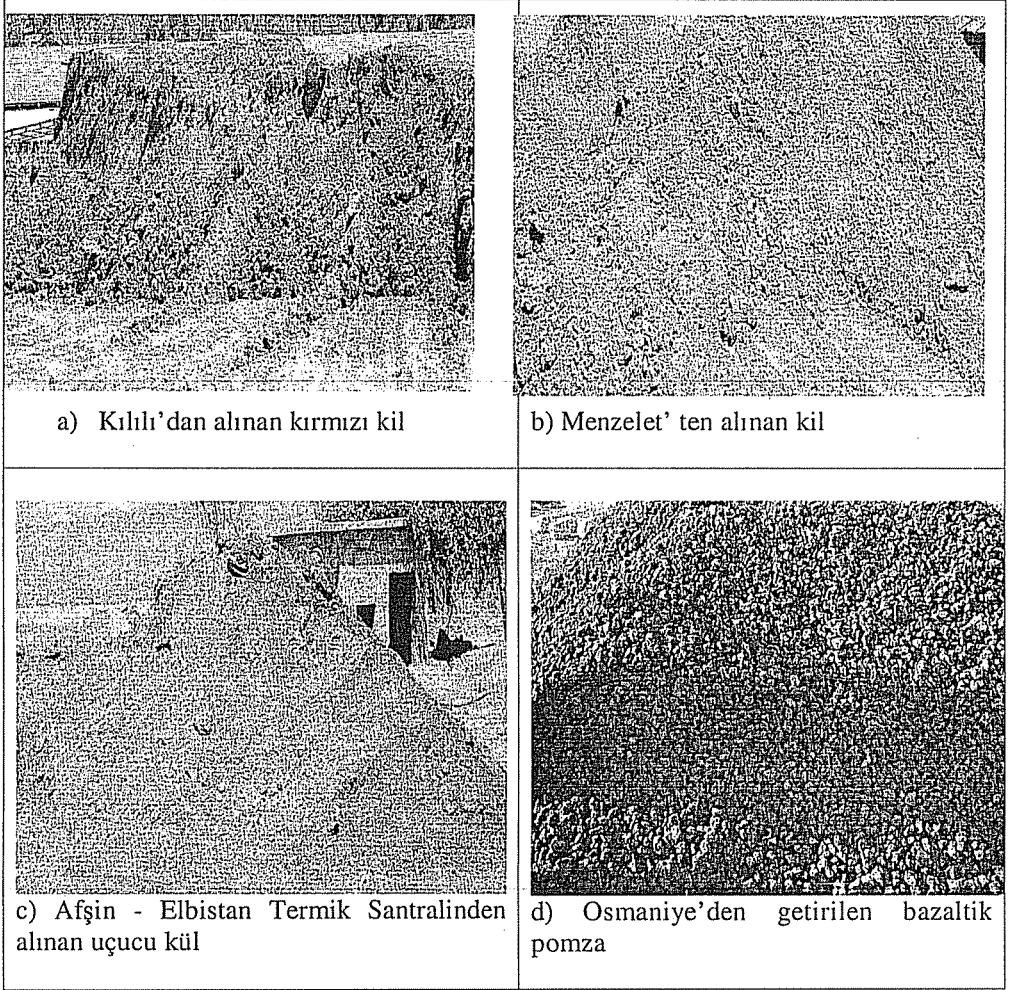 a) Kılılı'dan alınan kırmızı kil
b) Menzelet' ten alınan kil
c) Afşin - Elbistan Termik Santralinden
alınan uçucu kül
d) Osmaniye'den getirilen bazaltik
pomza